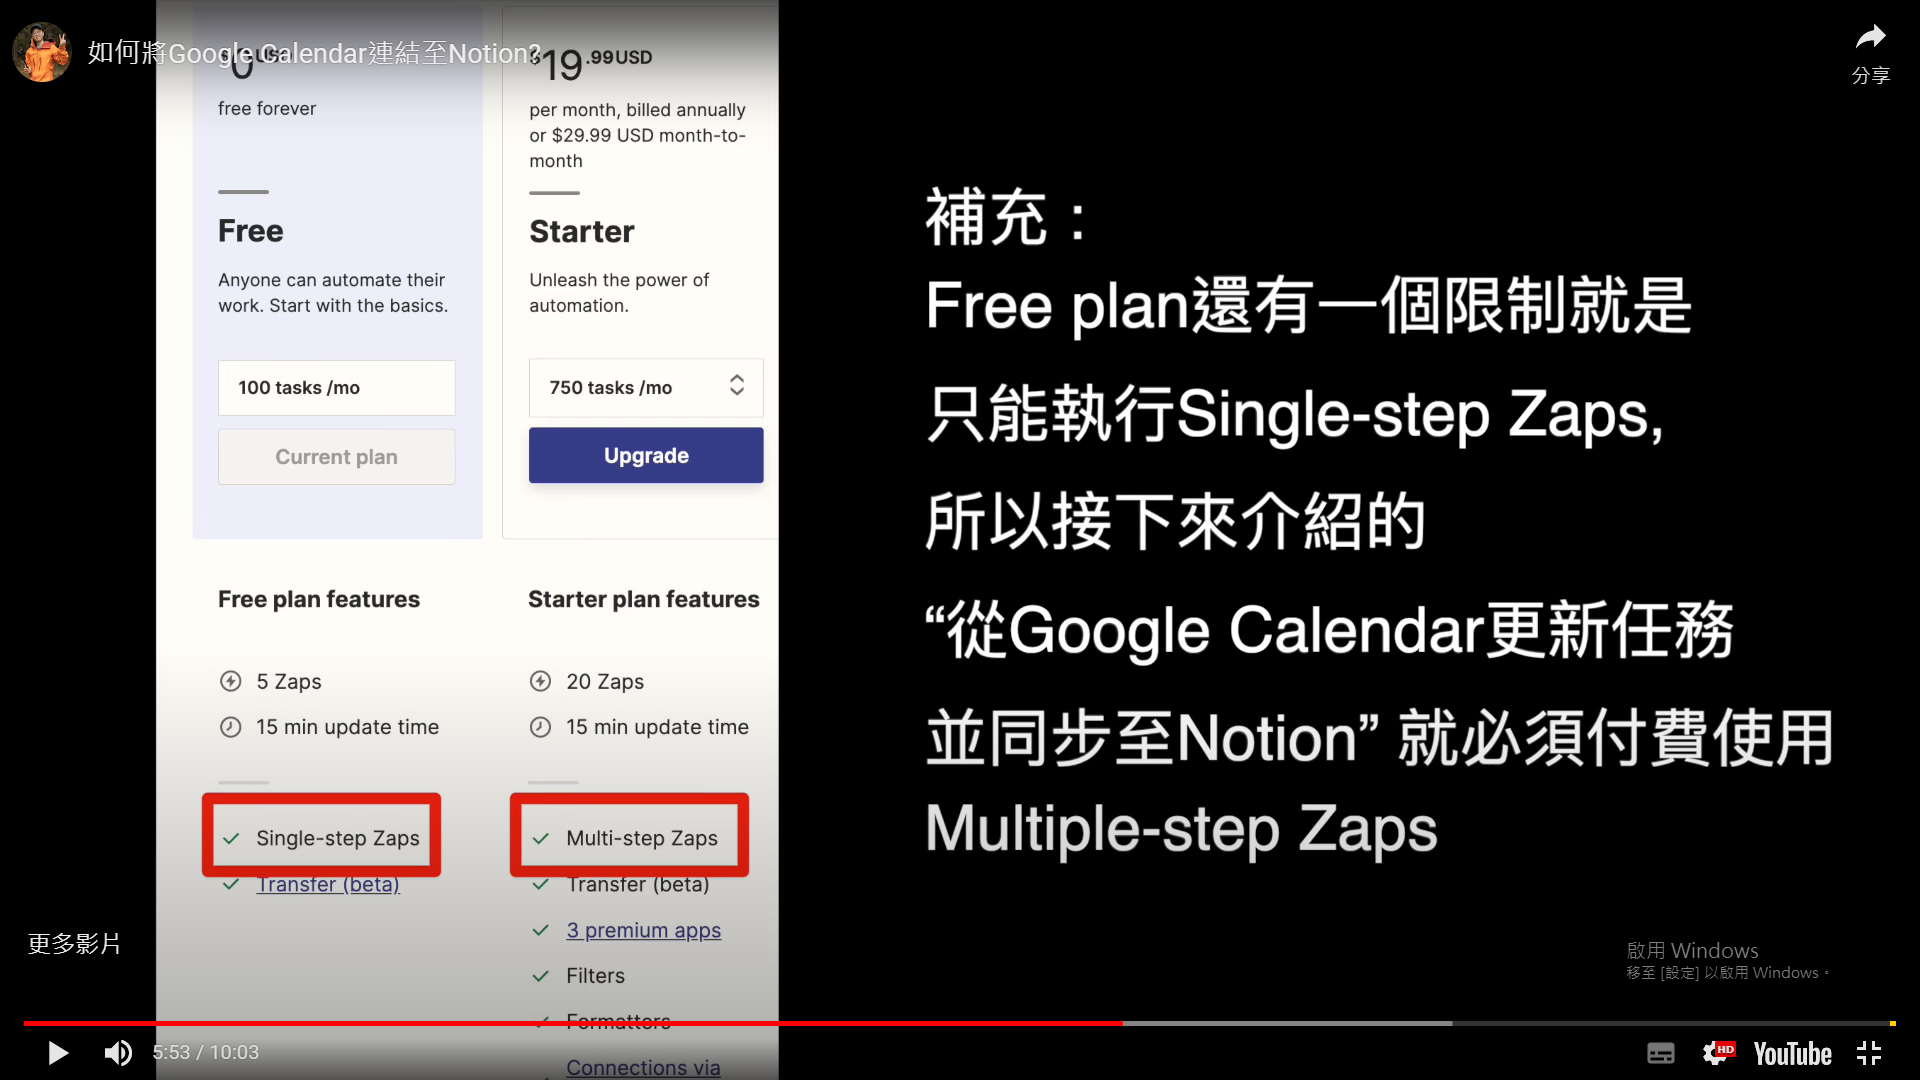 如何將Google Calendar連結至Notion?
分享
$0 USD
free forever
Free
Anyone can automate their
work. Start with the basics.
100 tasks /mo
Current plan
Free plan features
5 Zaps
15 min update time
Single-step Zaps
Transfer (beta)
$19.99USD
per month, billed annually
or $29.99 USD month-to-
month
Starter
Unleash the power of
automation.
750 tasks /mo
Upgrade
Starter plan features
20 Zaps
15 min update time
Multi-step Zaps
Transfer (beta)
3 premium apps
Filters
Formatters
Connections via
補充：
Free plan還有一個限制就是
只能執行Single-step Zaps,
所以接下來介紹的
“從Google Calendar更新任務
並同步至Notion” 就必須付費使用
Multiple-step Zaps
更多影片
啟用 Windows
移至 [設定] 以啟用 Windows。
5:53 / 10:03
HD
YouTube